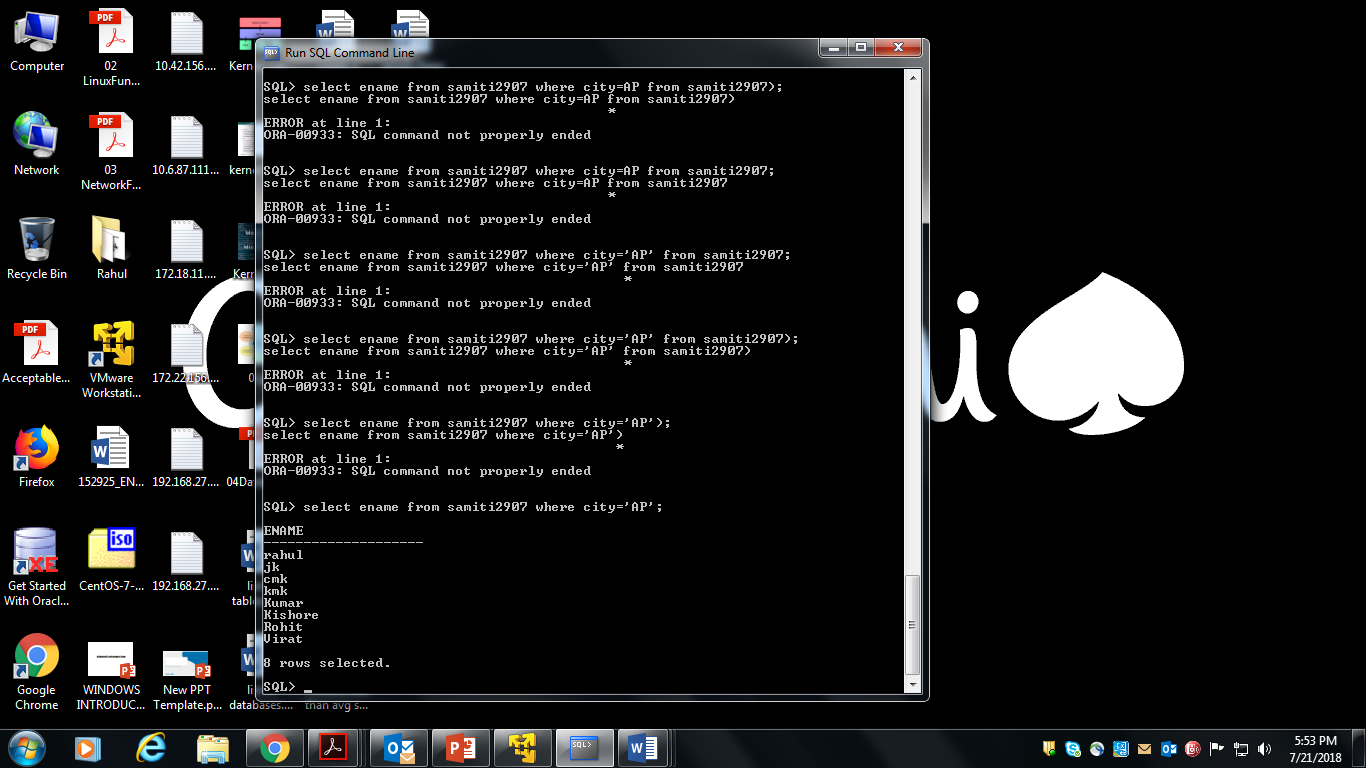 Run SQL Command Line
SQL> select ename from samiti2907 where city=AP from samiti2907);
select ename from samiti2907 where city=AP from samiti2907)
*
ERROR at line 1:
ORA-00933: SQL command not properly ended
SQL> select ename from samiti2907 where city=AP from samiti2907;
select ename from samiti2907 where city=AP from samiti2907
*
ERROR at line 1:
ORA-00933: SQL command not properly ended
SQL> select ename from samiti2907 where city='AP' from samiti2907;
select ename from samiti2907 where city='AP' from samiti2907
*
ERROR at line 1:
ORA-00933: SQL command not properly ended
SQL> select ename from samiti2907 where city='AP' from samiti2907);
select ename from samiti2907 where city='AP' from samiti2907)
*
ERROR at line 1:
ORA-00933: SQL command not properly ended
SQL> select ename from samiti2907 where city='AP');
select ename from samiti2907 where city='AP')
*
ERROR at line 1:
ORA-00933: SQL command not properly ended
SQL> select ename from samiti2907 where city='AP';
ENAME
--------------------
rahul
jk
cmk
kmk
Kumar
Kishore
Rohit
Virat
8 rows selected.
SQL> _
Computer
02
LinuxFun...
10.42.156....
Kern
Network
03
NetworkF...
10.6.87.111...
kern
Recycle Bin
Rahul
172.18.11....
Kern
Acceptable...
VMware
Workstati...
172.22.156....
0
Firefox
152925_EN...
192.168.27....
04Da
Get Started
With Oracl...
CentOS-7-...
192.168.27....
li
table
Google
Chrome
WINDOWS
INTRODUC...
New PPT
Template.p...
li
databases....
than avg s...
5:53 PM
7/21/2018